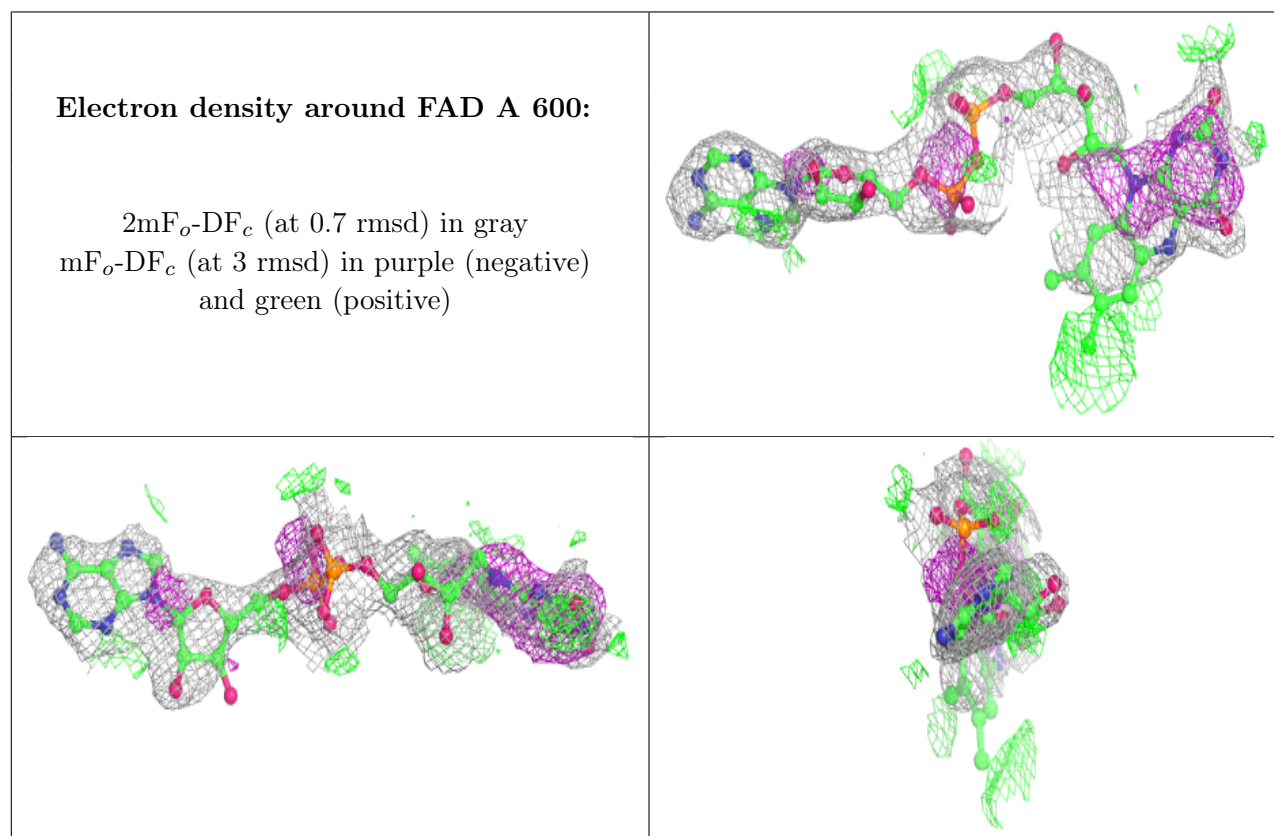 Electron density around FAD A 600:
2mFo-DFc (at 0.7 rmsd) in gray
mFo-DFc (at 3 rmsd) in purple (negative)
and green (positive)